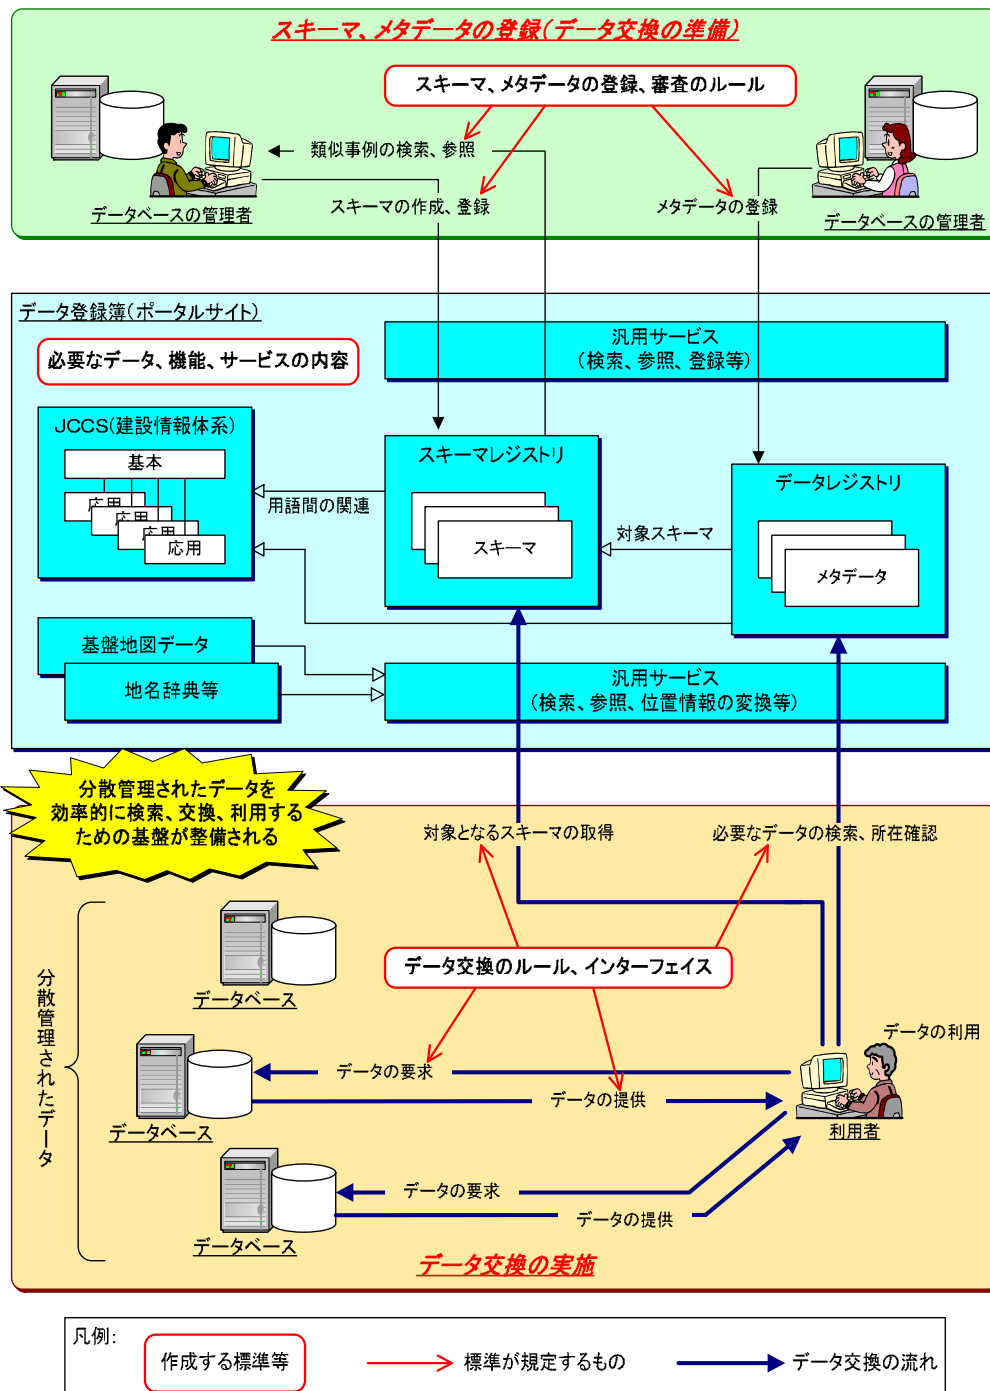 スキーマ、メタデータの登録(データ交換の準備)
スキーマ、メタデータの登録、審査のルール
類似事例の検索、参照
スキーマの作成、登録
メタデータの登録
データベースの管理者
データベースの管理者
データ登録簿(ポータルサイト)
必要なデータ、機能、サービスの内容
汎用サービス
(検索、参照、登録等)
JCCS(建設情報体系)
基本
応用
応用
応用
応用
用語間の関連
スキーマレジストリ
スキーマ
対象スキーマ
データレジストリ
メタデータ
基盤地図データ
地名辞典等
汎用サービス
(検索、参照、位置情報の変換等)
分散管理されたデータを
効率的に検索、交換、利用する
ための基盤が整備される
対象となるスキーマの取得
必要なデータの検索、所在確認
データ交換のルール、インターフェイス
分散管理されたデータ
データベース
データの要求
データの提供
データベース
データの利用
利用者
データの要求
データの提供
データベース
データ交換の実施
凡例:
作成する標準等
標準が規定するもの
データ交換の流れ